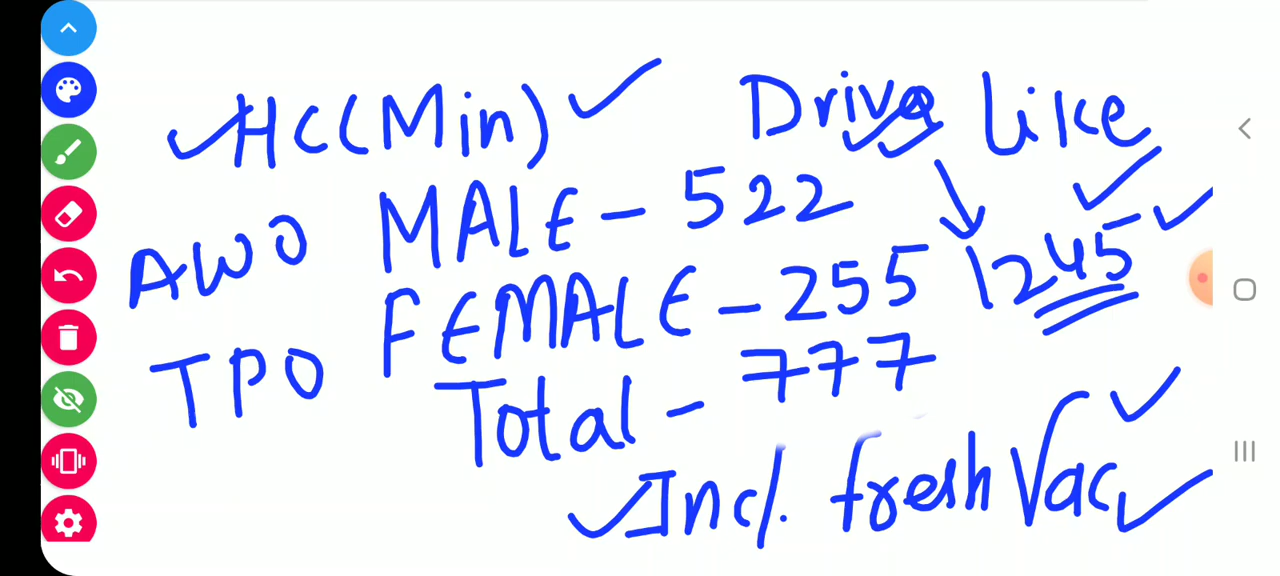 HC(Min) Drive like
AWO MALE - 522
FEMALE - 255 1245
TPO Total - 777
Incl. fresh Vac